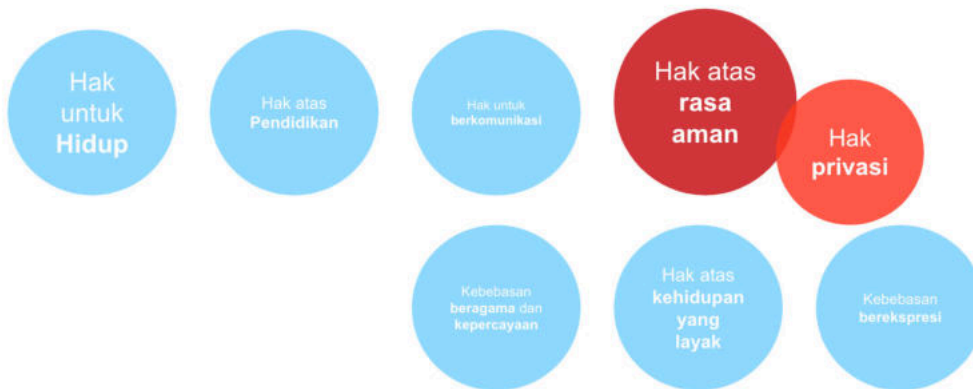 Hak
untuk
Hidup
Hak atas
Pendidikan
Hak untuk
berkomunikasi
Hak atas
rasa
aman
Hak
privasi
Kebebasan
beragama dan
kepercayaan
Hak atas
kehidupan
yang
layak
Kebebasan
berekspresi